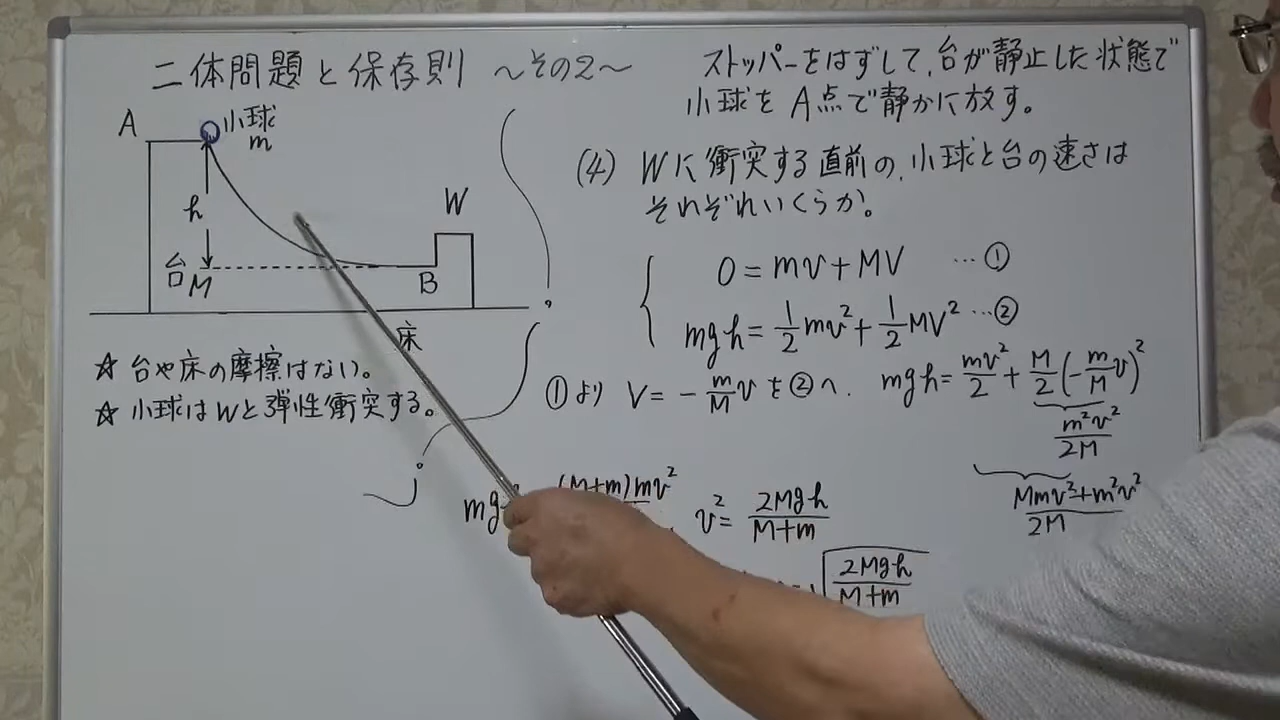 二体問題と保存則 ～その2～
A
小球
m
h
W
台
M
B
床
☆ 台や床の摩擦はない。
☆ 小球はWと弾性衝突する。
ストッパーをはずして、台が静止した状態で
小球をA点で静かに放す。
(4) Wに衝突する直前の、小球と台の速さは
それぞれいくらか。
0 = mv + MV …①
mgh = 1/2 mv² + 1/2 MV² …②
①より V = - m/M v を②へ、 mgh = mv²/2 + M/2 (- m/M v)²
m²v²/2M
Mmv² + m²v²/2M
mg (M+m)mv² v² = 2Mgh/M+m
√2Mgh/M+m